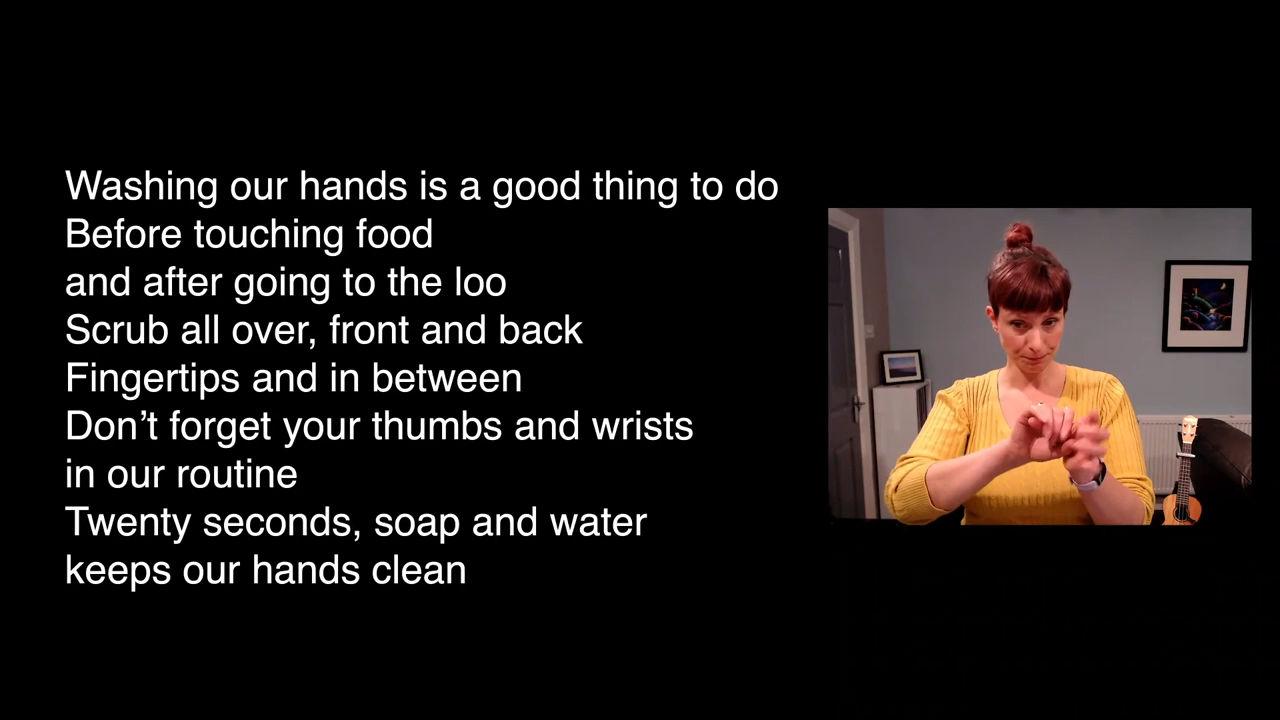 Washing our hands is a good thing to do
Before touching food
and after going to the loo
Scrub all over, front and back
Fingertips and in between
Don’t forget your thumbs and wrists
in our routine
Twenty seconds, soap and water
keeps our hands clean